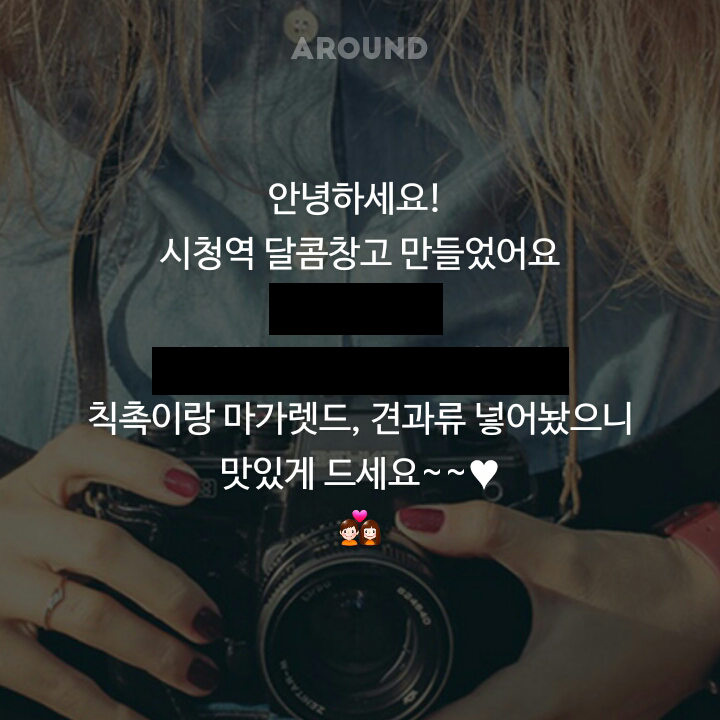 AROUND
안녕하세요!
시청역 달콤창고 만들었어요
칙촉이랑 마가렛드, 견과류 넣어놨으니
맛있게 드세요~~♥
ZENITAR-N